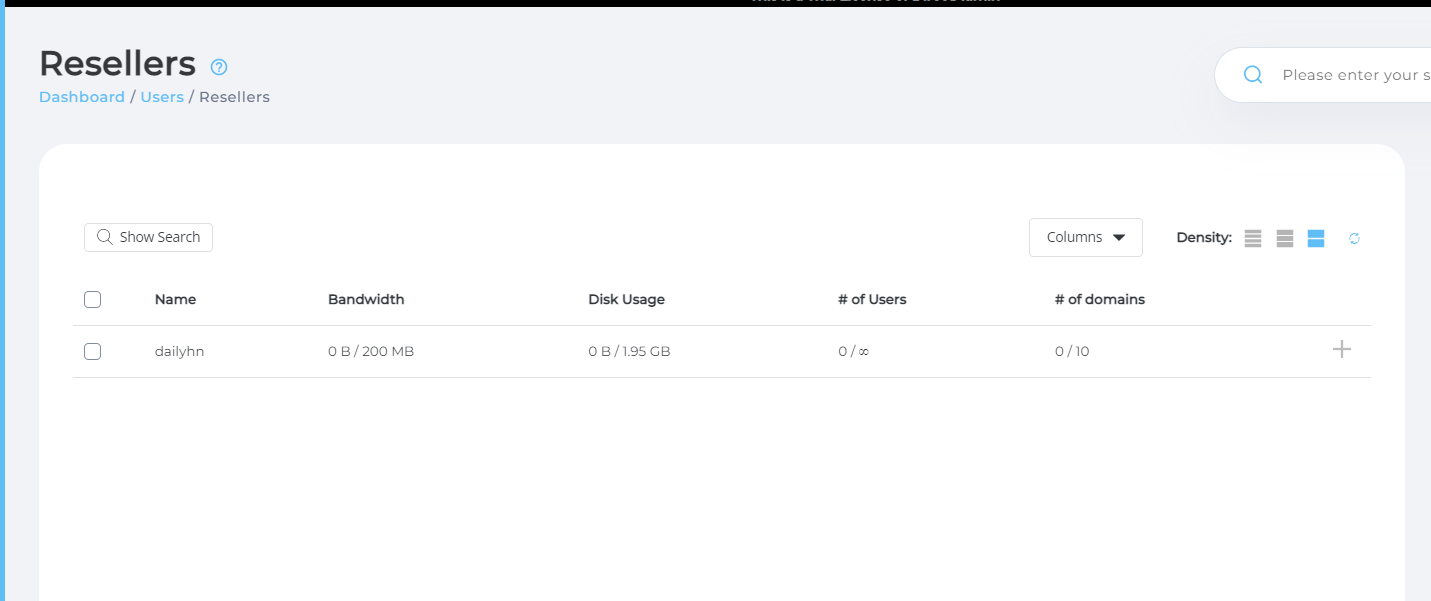 Resellers
Dashboard / Users / Resellers
Please enter your s
Show Search
Columns
Density:
Name Bandwidth Disk Usage # of Users # of domains
dailyhn 0 B / 200 MB 0 B / 1.95 GB 0 / ∞ 0 / 10